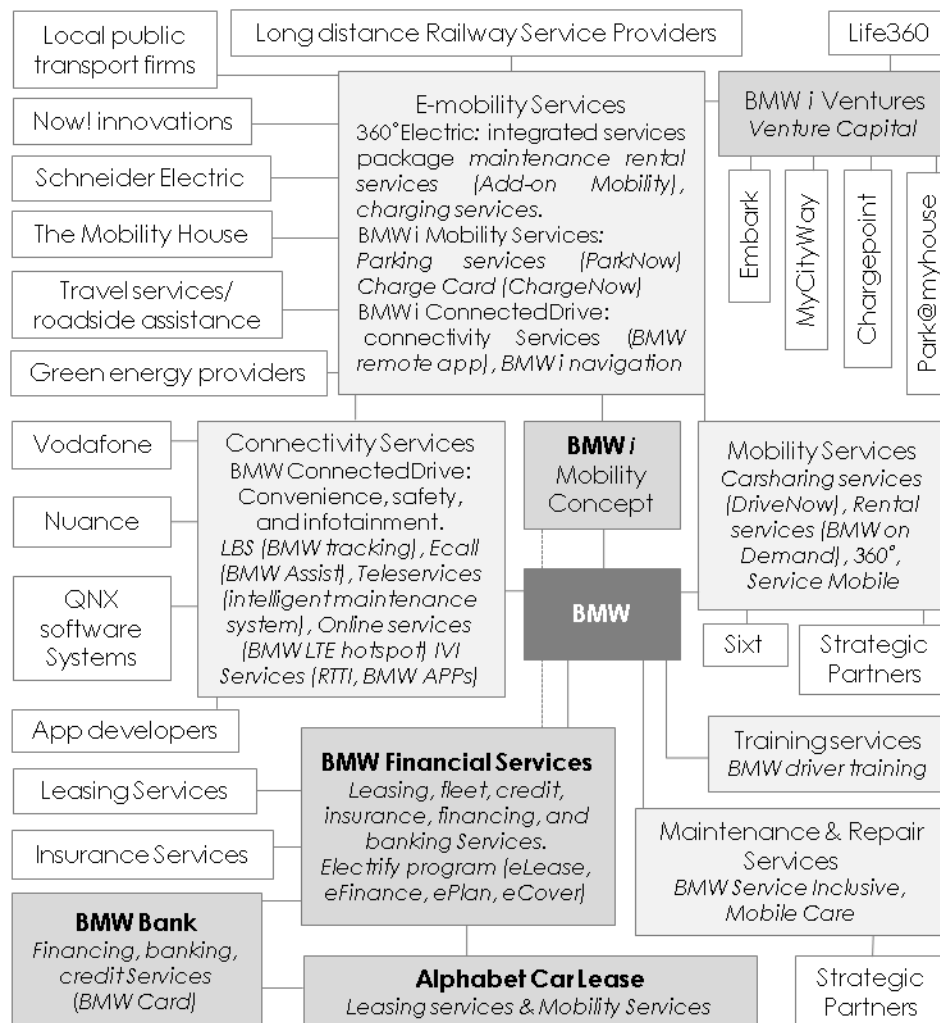 Local public
transport firms
Long distance Railway Service Providers
Life360
Now! innovations
Schneider Electric
The Mobility House
Travel services/
roadside assistance
Green energy providers
E-mobility Services
360°Electric: integrated services
package maintenance rental
services (Add-on Mobility),
charging services.
BMWi Mobility Services:
Parking services (ParkNow)
Charge Card (ChargeNow)
BMWi ConnectedDrive:
connectivity Services (BMW
remote app), BMWi navigation
BMW i Ventures
Venture Capital
Embark
MyCityWay
Chargepoint
Park@myhouse
Vodafone
Nuance
QNX
software
Systems
App developers
Connectivity Services
BMW ConnectedDrive:
Convenience, safety,
and infotainment.
LBS (BMW tracking), Ecall
(BMW Assist), Teleservices
(intelligent maintenance
system), Online services
(BMW LTE hotspot) IVI
Services (RTTI, BMW APPs)
BMW i
Mobility
Concept
BMW
Mobility Services
Carsharing services
(DriveNow), Rental
services (BMW on
Demand), 360°,
Service Mobile
Sixt
Strategic
Partners
Leasing Services
Insurance Services
BMW Financial Services
Leasing, fleet, credit,
insurance, financing, and
banking Services.
Electrify program (eLease,
eFinance, ePlan, eCover)
Training services
BMW driver training
Maintenance & Repair
Services
BMW Service Inclusive,
Mobile Care
BMW Bank
Financing, banking,
credit Services
(BMW Card)
Alphabet Car Lease
Leasing services & Mobility Services
Strategic
Partners